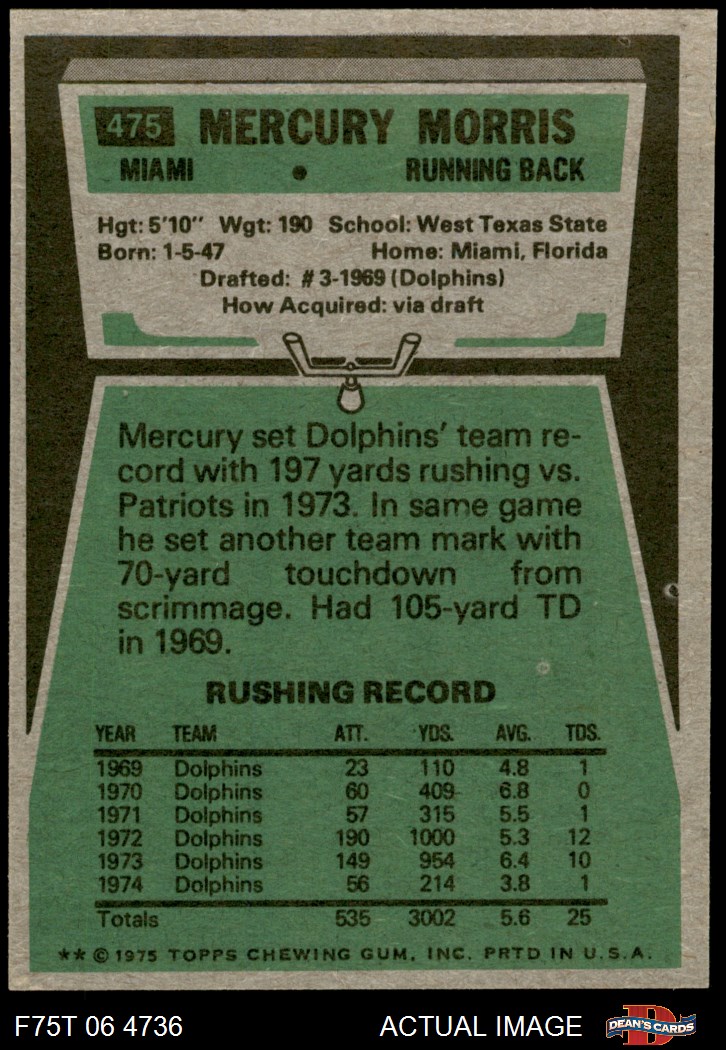 475 MERCURY MORRIS
MIAMI • RUNNING BACK
Hgt: 5'10" Wgt: 190 School: West Texas State
Born: 1-5-47 Home: Miami, Florida
Drafted: #3-1969 (Dolphins)
How Acquired: via draft
Mercury set Dolphins' team re-
cord with 197 yards rushing vs.
Patriots in 1973. In same game
he set another team mark with
70-yard touchdown from
scrimmage. Had 105-yard TD
in 1969.
RUSHING RECORD
YEAR TEAM ATT. YDS. AVG. TDS.
1969 Dolphins 23 110 4.8 1
1970 Dolphins 60 409 6.8 0
1971 Dolphins 57 315 5.5 1
1972 Dolphins 190 1000 5.3 12
1973 Dolphins 149 954 6.4 10
1974 Dolphins 56 214 3.8 1
Totals 535 3002 5.6 25
** © 1975 TOPPS CHEWING GUM, INC. PRTD IN U.S.A.
F75T 06 4736 ACTUAL IMAGE D DEAN'S CARDS